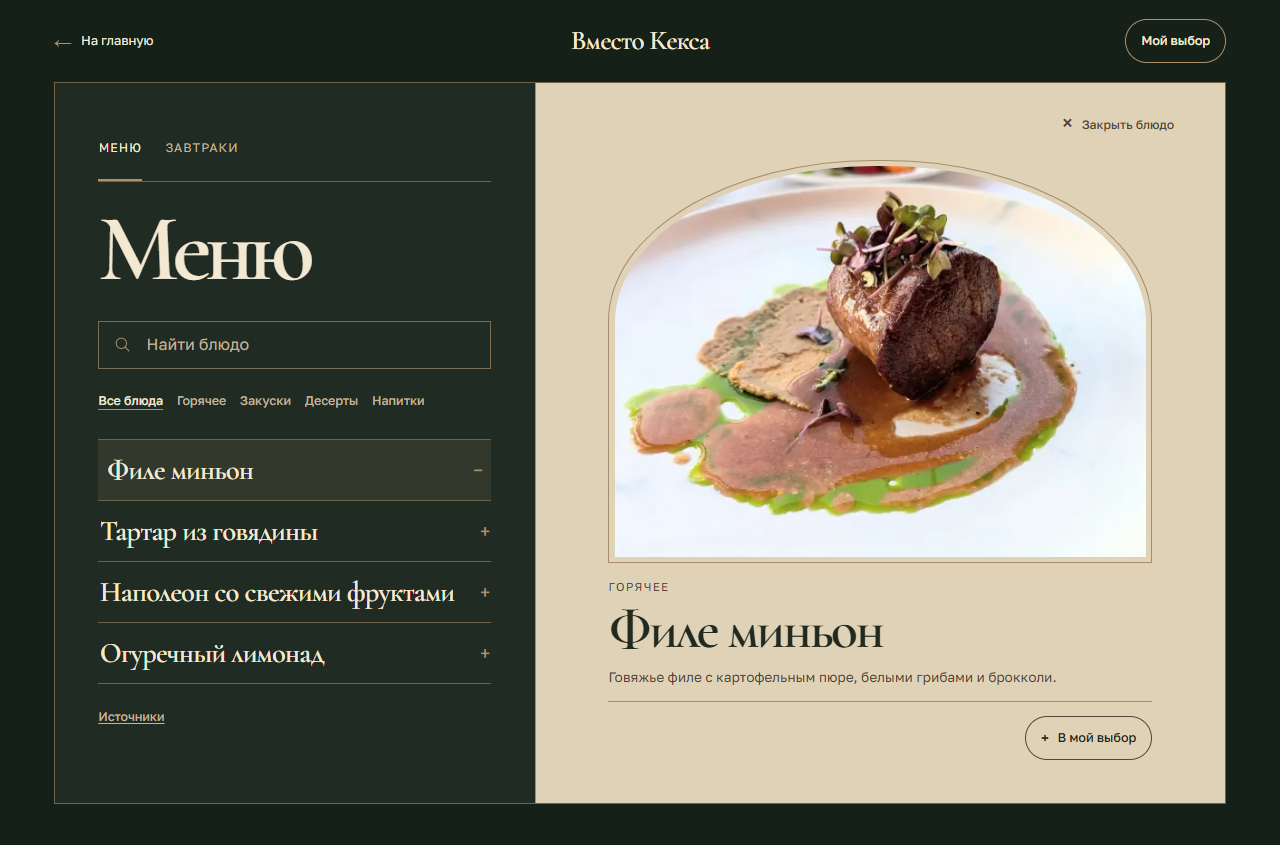 ← На главную
Вместо Кекса
Мой выбор
МЕНЮ ЗАВТРАКИ
Меню
Найти блюдо
Все блюда Горячее Закуски Десерты Напитки
Филе миньон −
Тартар из говядины +
Наполеон со свежими фруктами +
Огуречный лимонад +
Источники
✕ Закрыть блюдо
ГОРЯЧЕЕ
Филе миньон
Говяжье филе с картофельным пюре, белыми грибами и брокколи.
+ В мой выбор